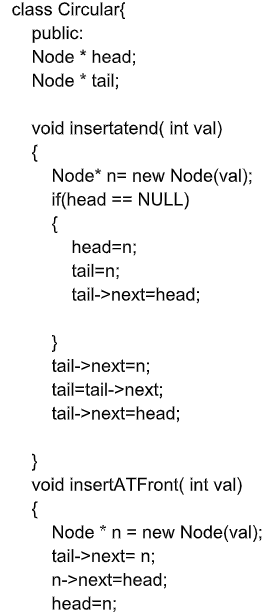 class Circular{
public:
Node * head;
Node * tail;
void insertatend( int val)
{
Node* n= new Node(val);
if(head == NULL)
{
head=n;
tail=n;
tail->next=head;
}
tail->next=n;
tail=tail->next;
tail->next=head;
}
void insertATFront( int val)
{
Node * n = new Node(val);
tail->next= n;
n->next=head;
head=n;